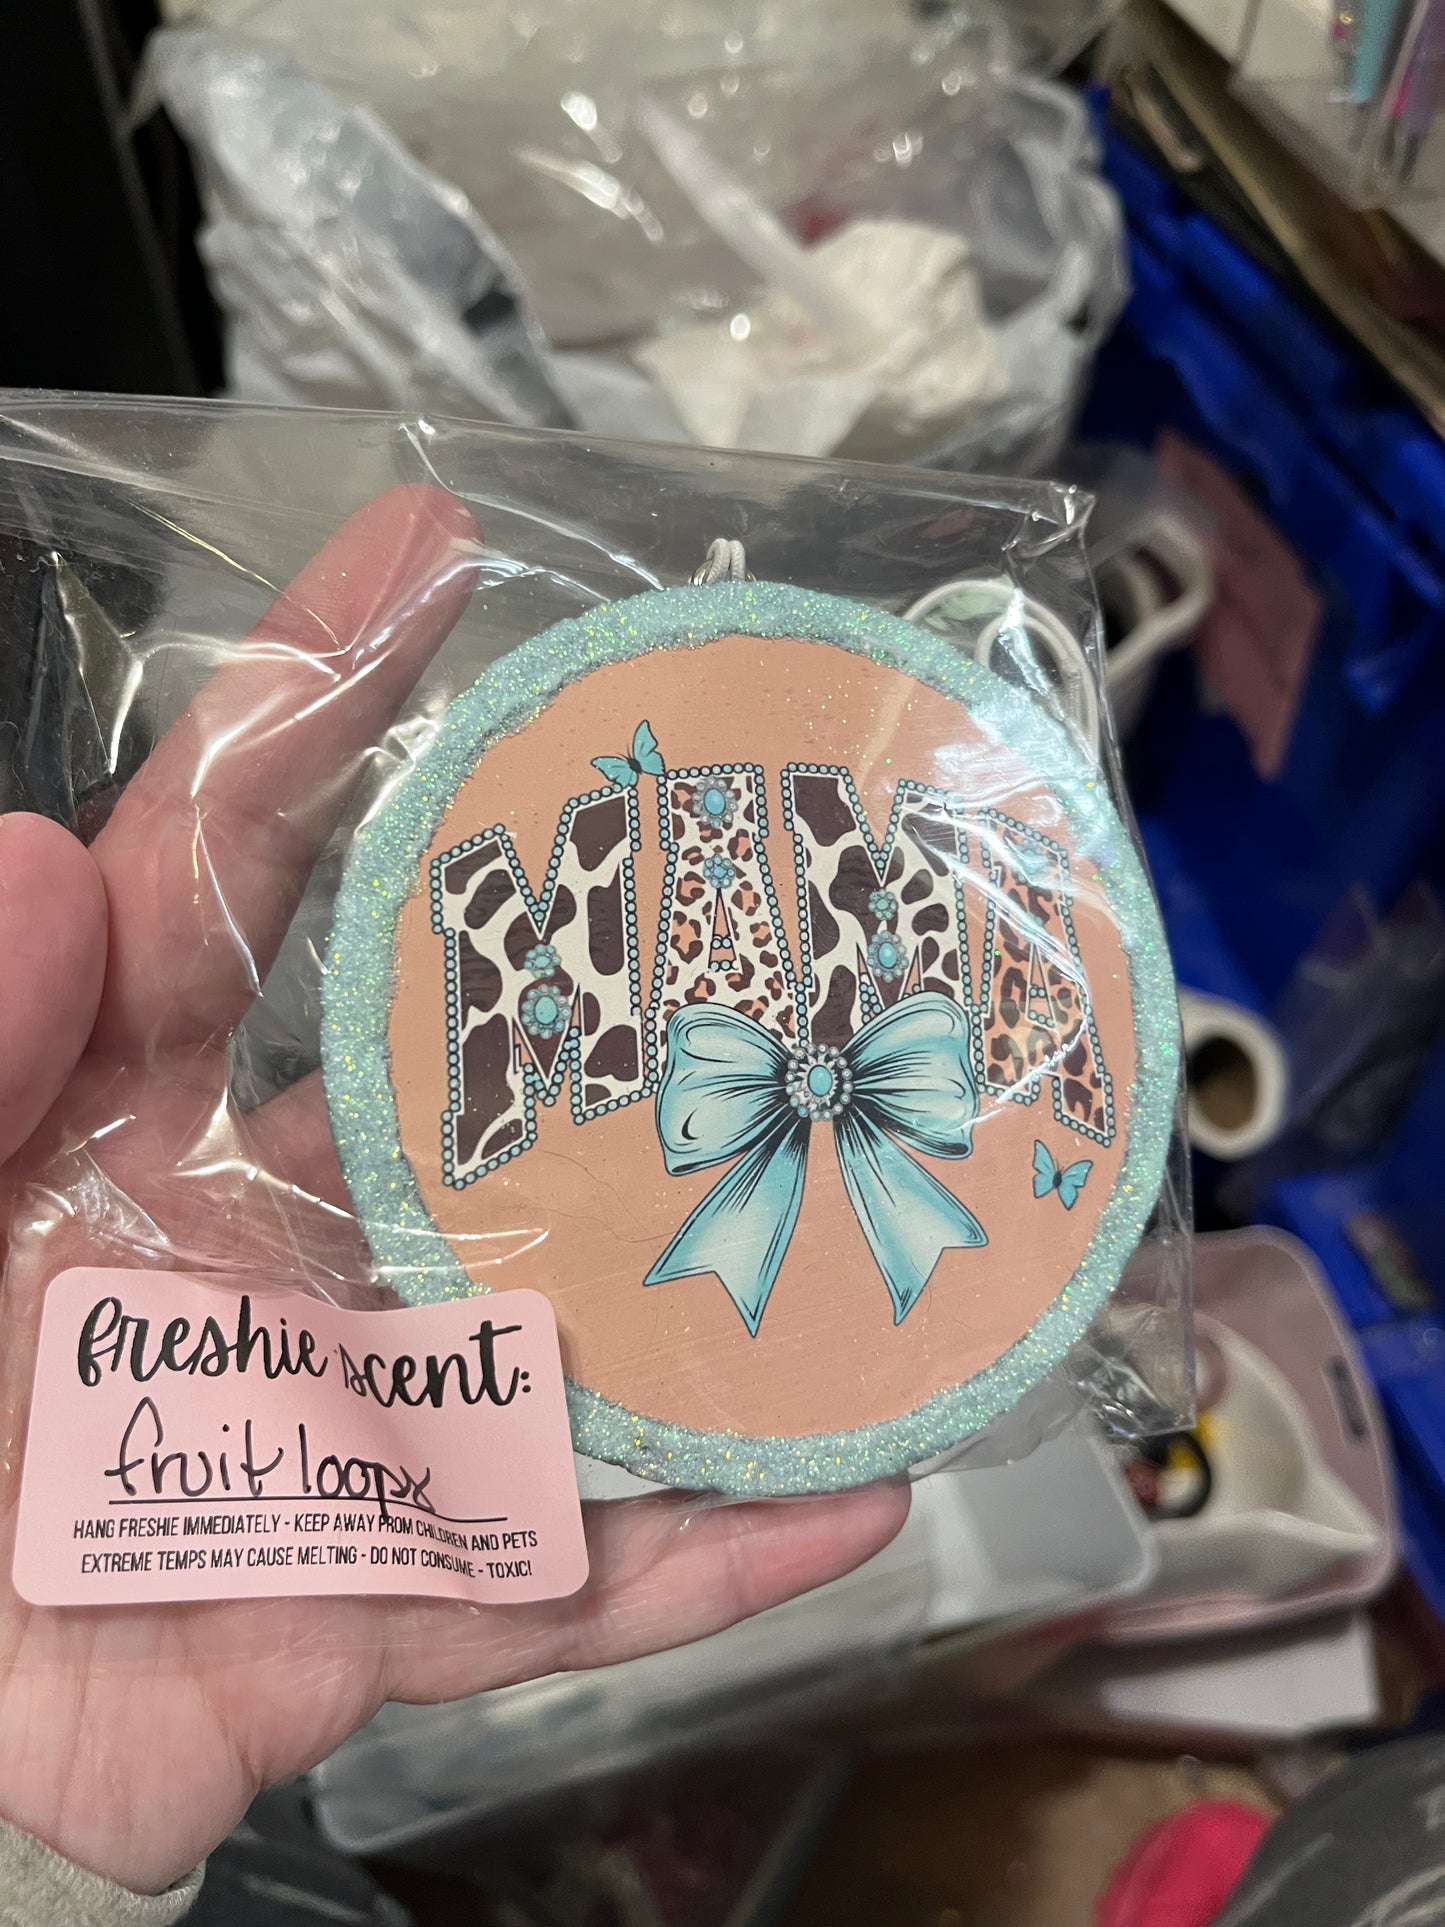 MAMA
freshie scent:
fruit loops
HANG FRESHIE IMMEDIATELY - KEEP AWAY FROM CHILDREN AND PETS
EXTREME TEMPS MAY CAUSE MELTING - DO NOT CONSUME - TOXIC!